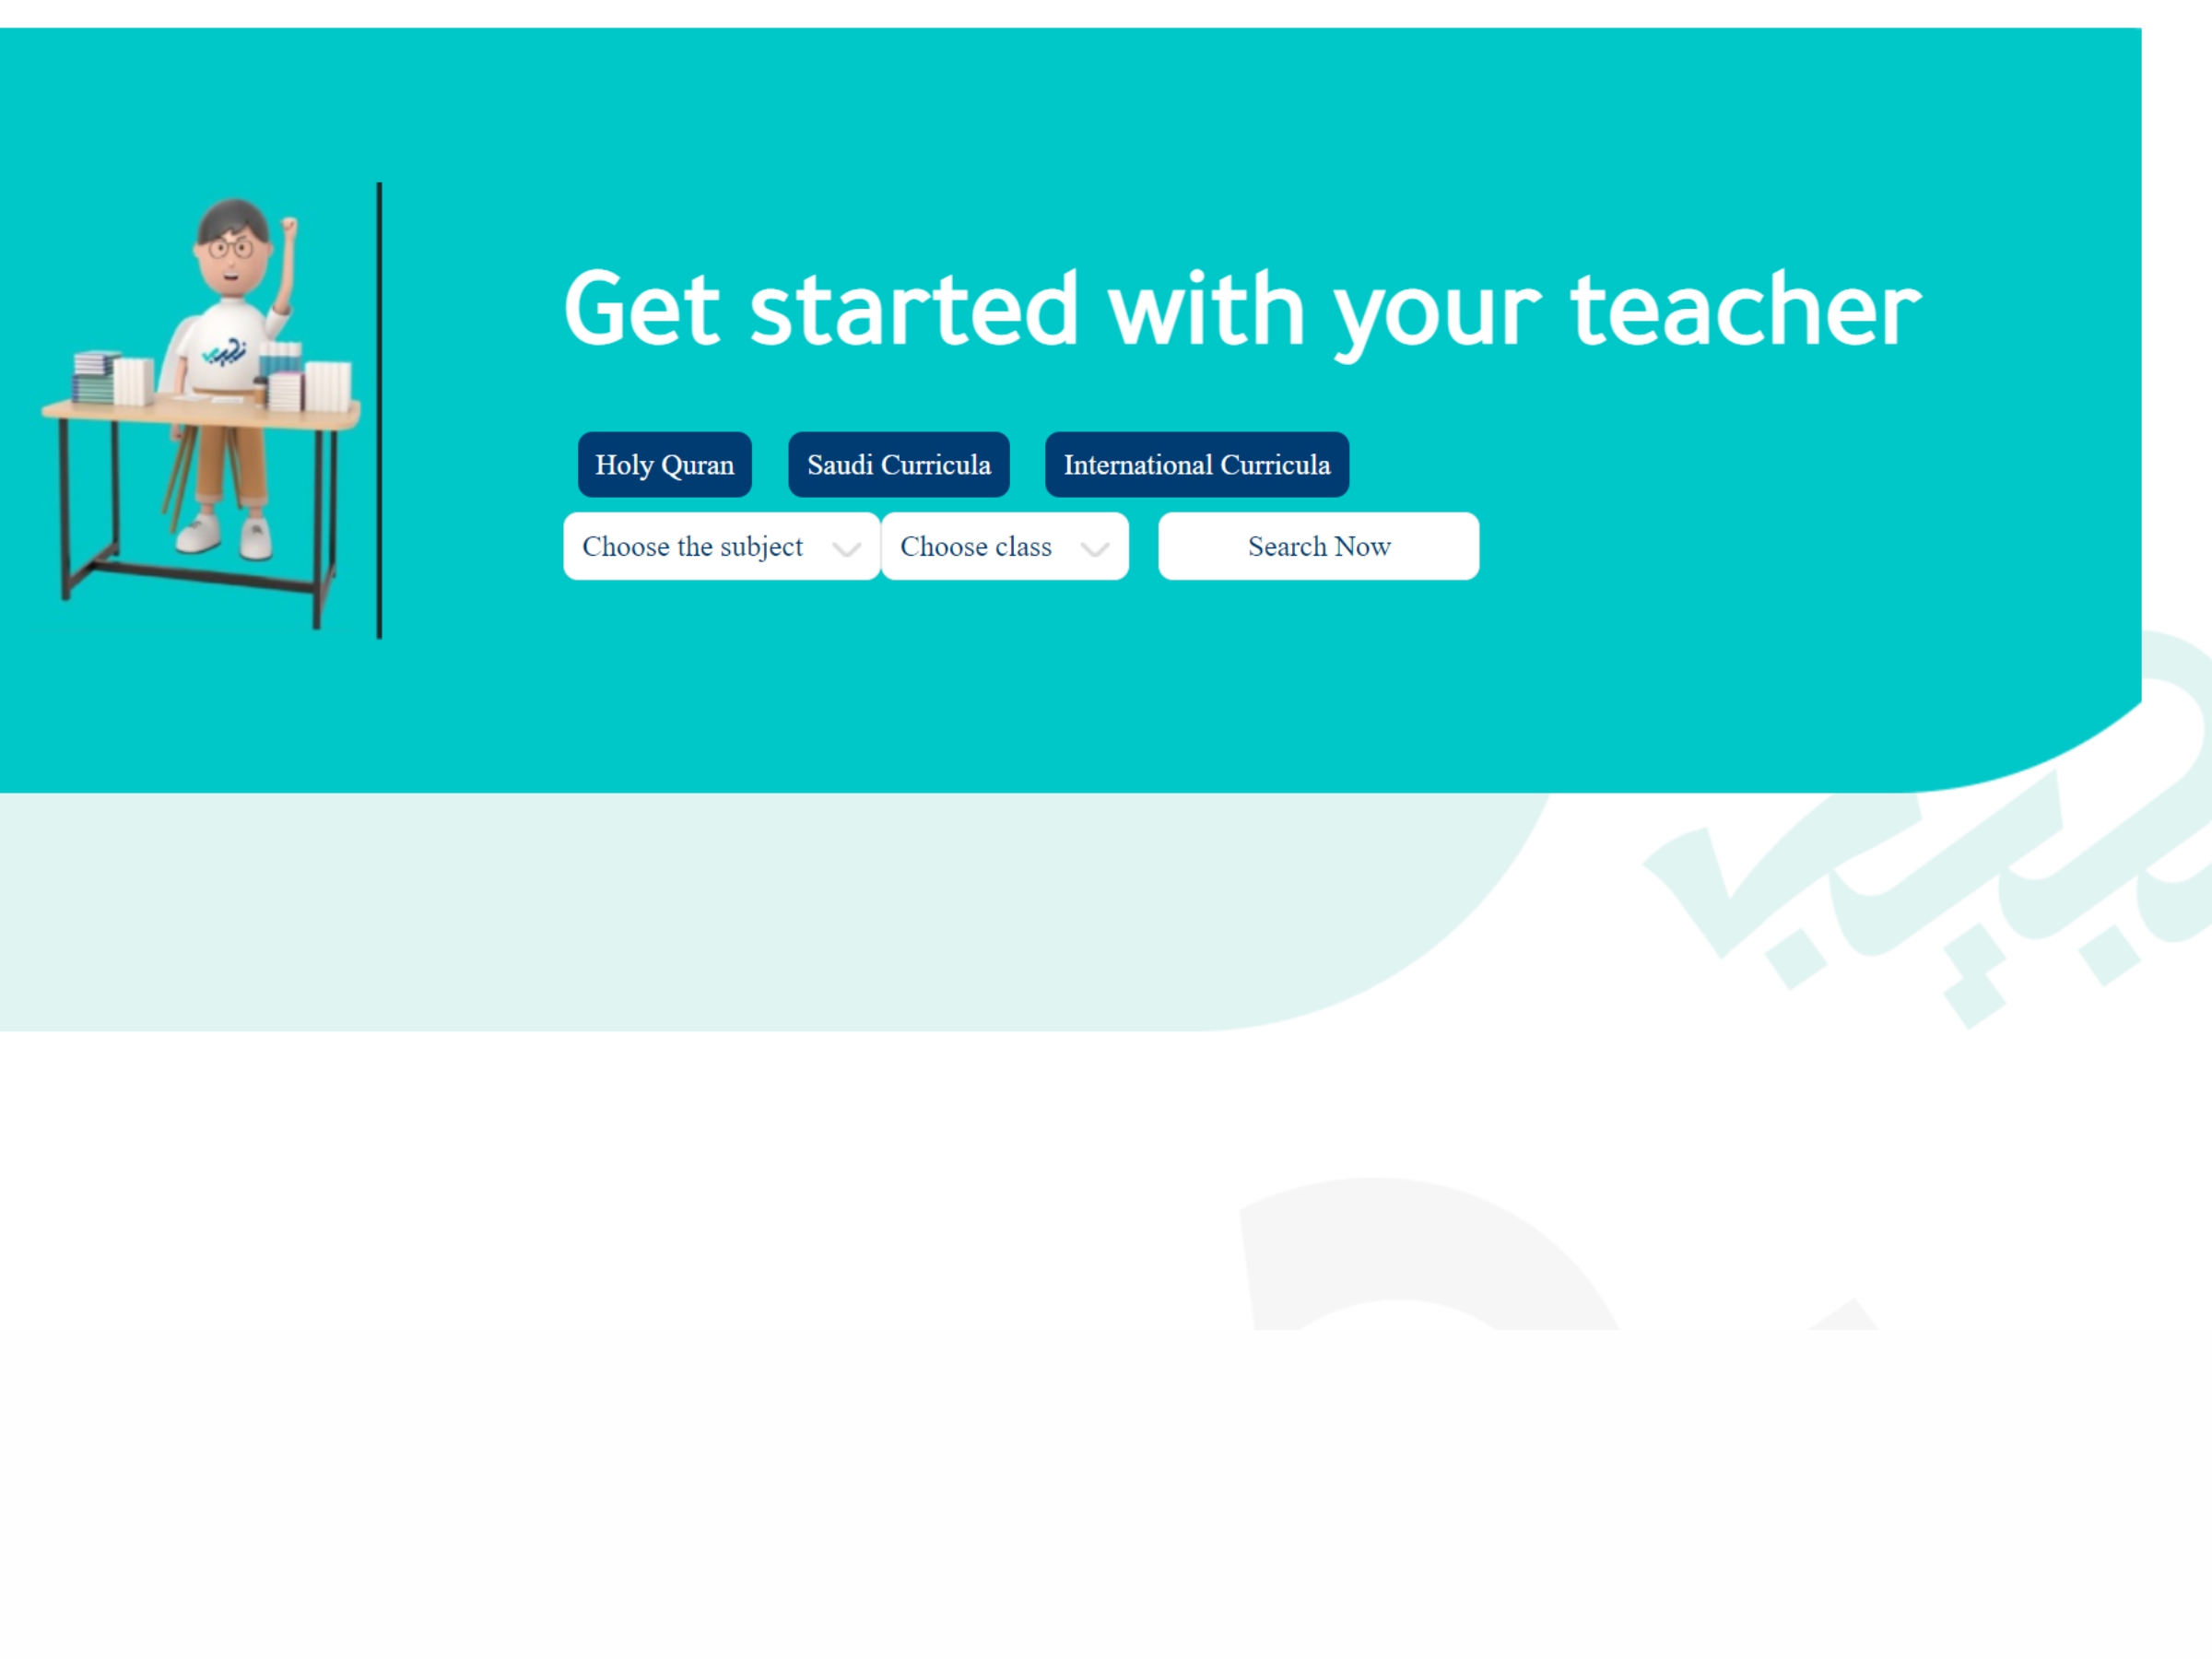 Get started with your teacher
Holy Quran Saudi Curricula International Curricula
Choose the subject Choose class Search Now